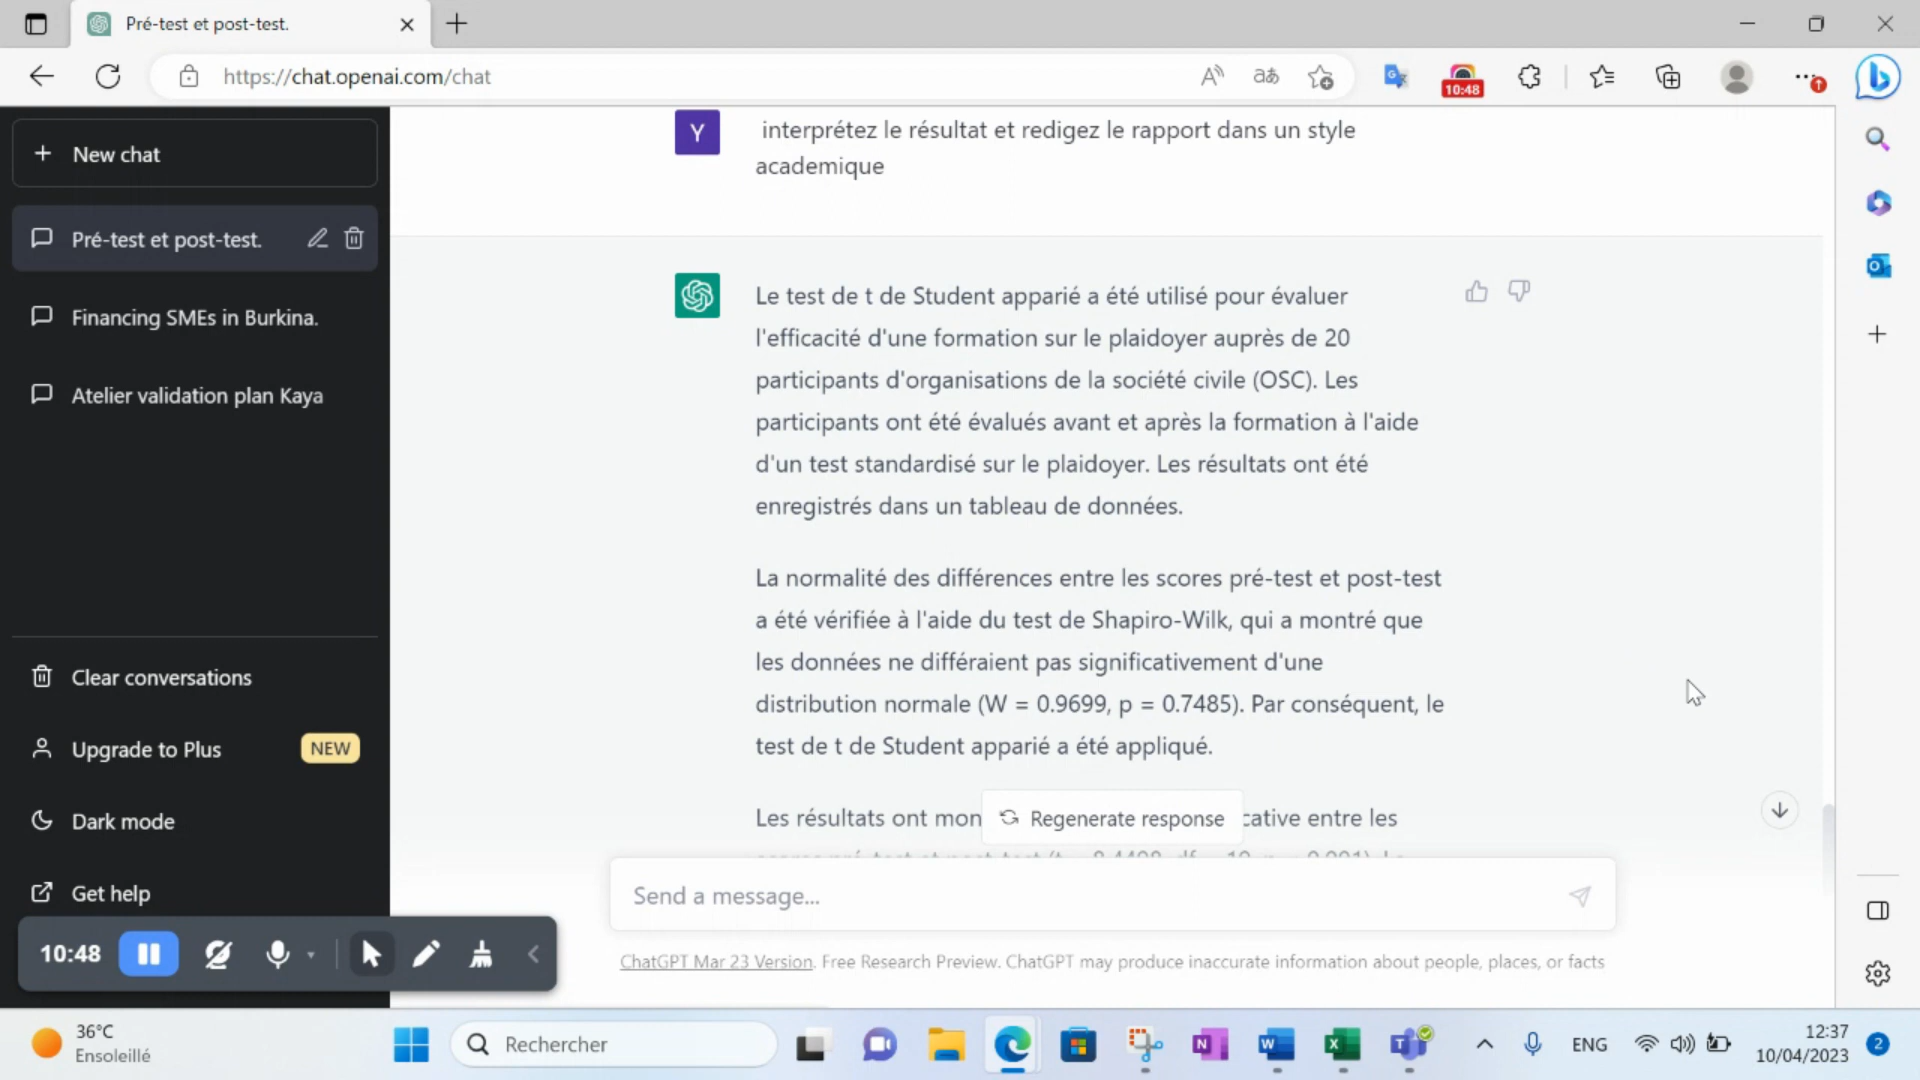 Pré-test et post-test.
https://chat.openai.com/chat
10:48
New chat
Pré-test et post-test.
Financing SMEs in Burkina.
Atelier validation plan Kaya
Clear conversations
Upgrade to Plus
NEW
Dark mode
Get help
10:48
Y
interprétez le résultat et redigez le rapport dans un style
academique
Le test de t de Student apparié a été utilisé pour évaluer
l'efficacité d'une formation sur le plaidoyer auprès de 20
participants d'organisations de la société civile (OSC). Les
participants ont été évalués avant et après la formation à l'aide
d'un test standardisé sur le plaidoyer. Les résultats ont été
enregistrés dans un tableau de données.
La normalité des différences entre les scores pré-test et post-test
a été vérifiée à l'aide du test de Shapiro-Wilk, qui a montré que
les données ne différaient pas significativement d'une
distribution normale (W = 0.9699, p = 0.7485). Par conséquent, le
test de t de Student apparié a été appliqué.
Les résultats ont mon
Regenerate response
cative entre les
Send a message...
ChatGPT Mar 23 Version. Free Research Preview. ChatGPT may produce inaccurate information about people, places, or facts
36°C
Ensoleillé
Rechercher
ENG
12:37
10/04/2023
2